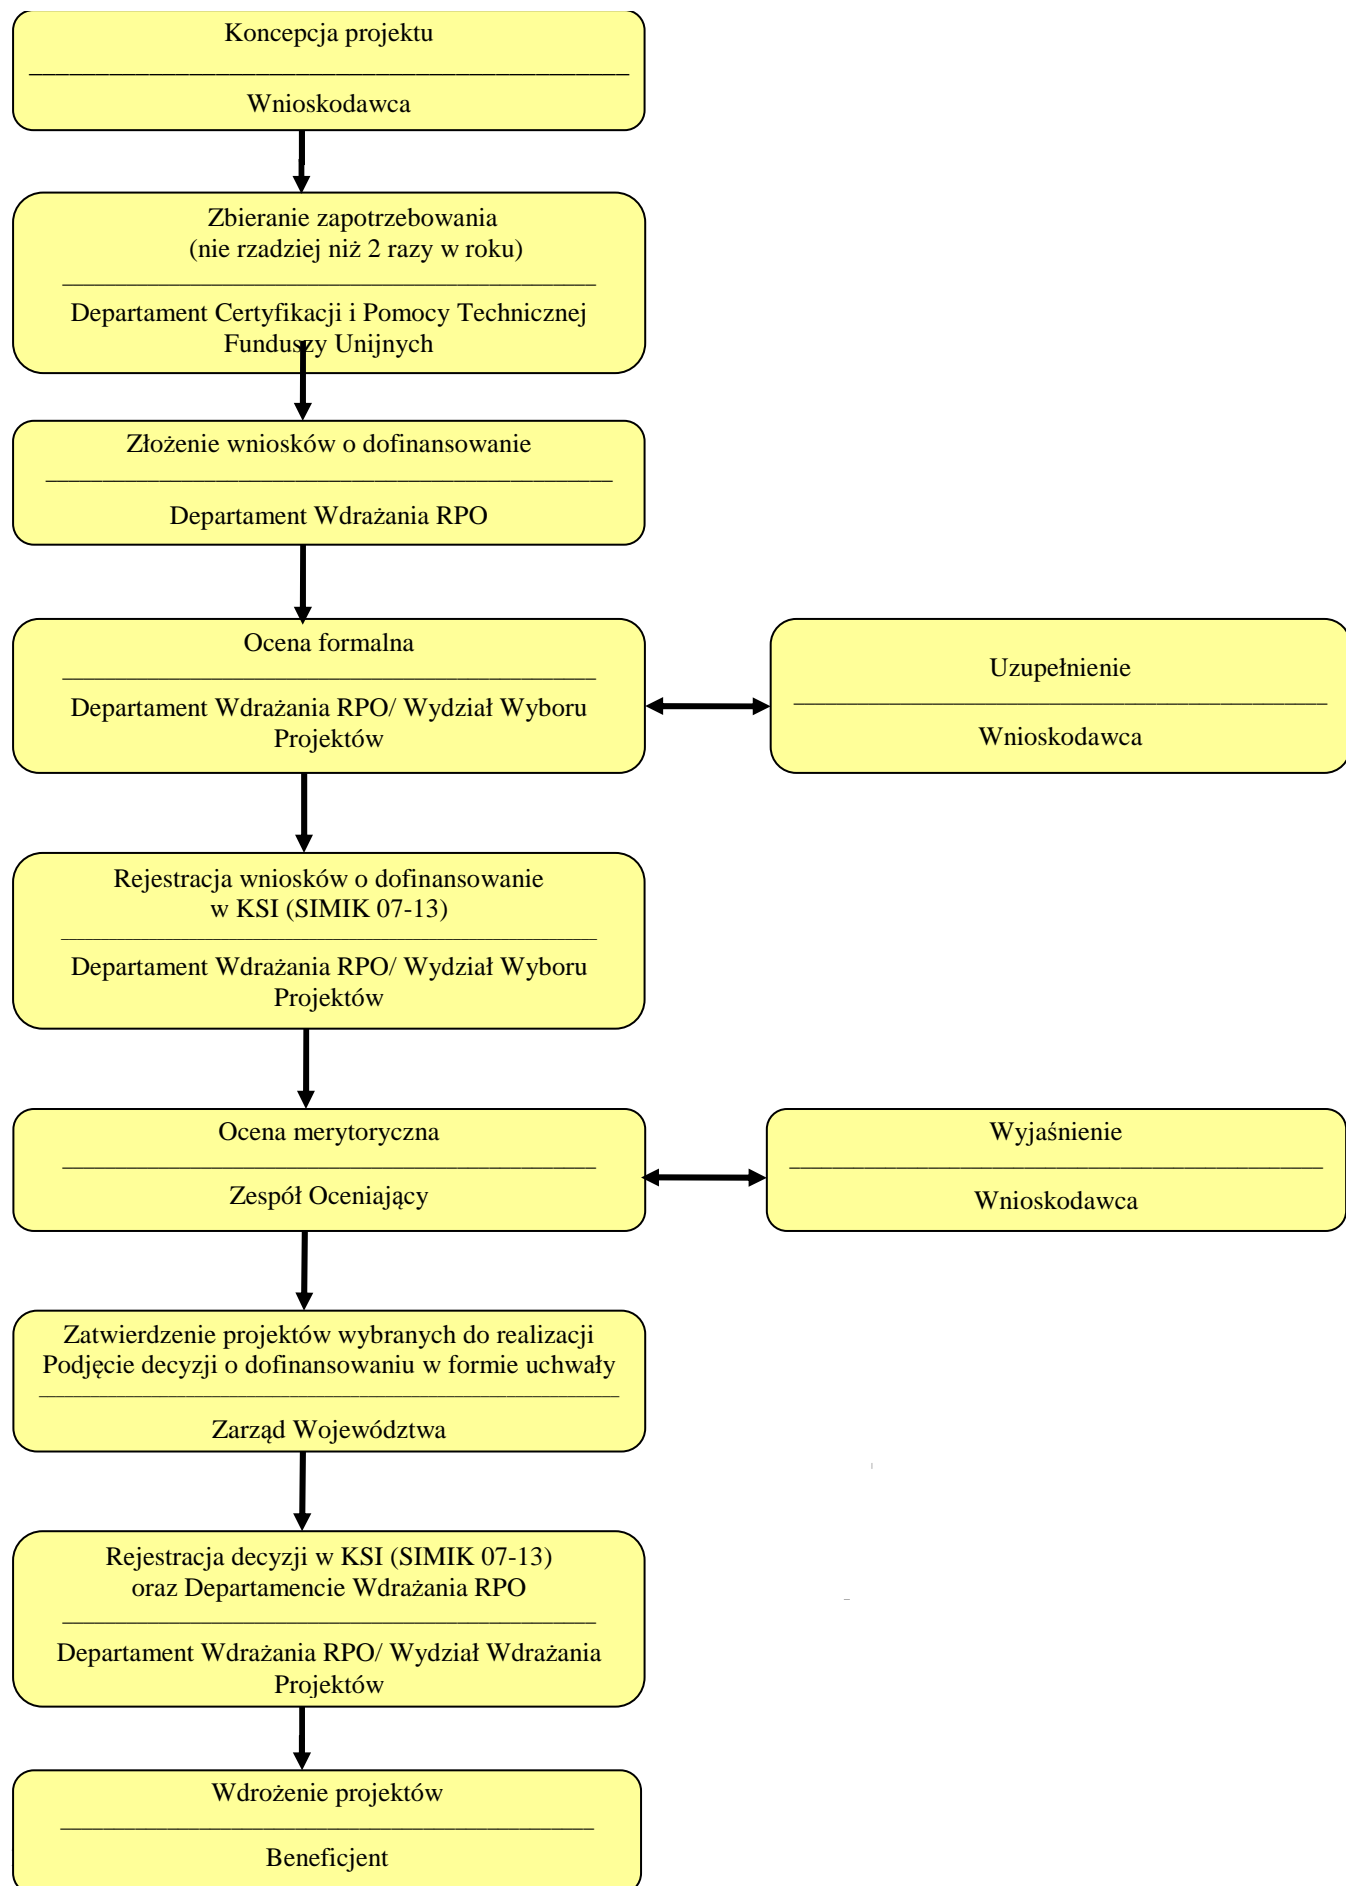 Koncepcja projektu
Wnioskodawca
Zbieranie zapotrzebowania
(nie rzadziej niż 2 razy w roku)
Departament Certyfikacji i Pomocy Technicznej
Funduszy Unijnych
Złożenie wniosków o dofinansowanie
Departament Wdrażania RPO
Ocena formalna
Departament Wdrażania RPO/ Wydział Wyboru
Projektów
Uzupełnienie
Wnioskodawca
Rejestracja wniosków o dofinansowanie
w KSI (SIMIK 07-13)
Departament Wdrażania RPO/ Wydział Wyboru
Projektów
Ocena merytoryczna
Zespół Oceniający
Wyjaśnienie
Wnioskodawca
Zatwierdzenie projektów wybranych do realizacji
Podjęcie decyzji o dofinansowaniu w formie uchwały
Zarząd Województwa
Rejestracja decyzji w KSI (SIMIK 07-13)
oraz Departamencie Wdrażania RPO
Departament Wdrażania RPO/ Wydział Wdrażania
Projektów
Wdrożenie projektów
Beneficjent